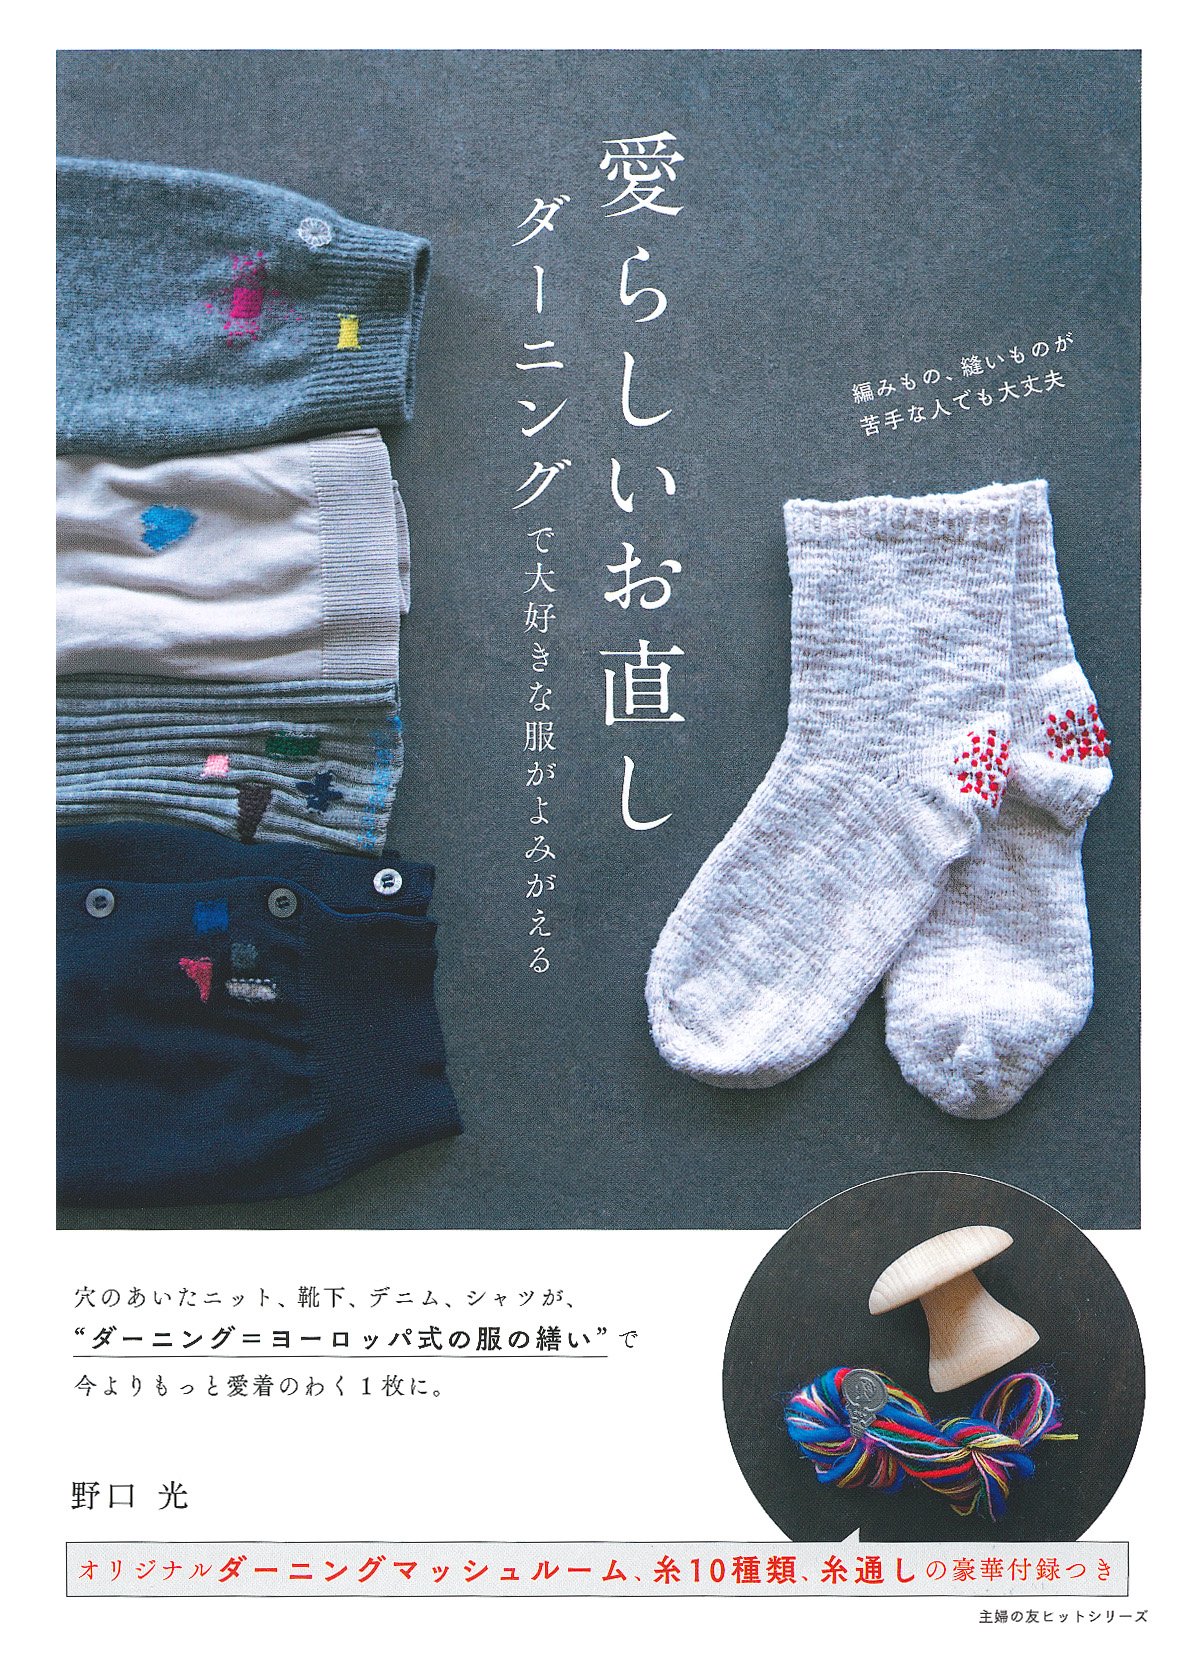 愛らしいお直し
ダーニングで大好きな服がよみがえる
編みもの、縫いものが
苦手な人でも大丈夫
穴のあいたニット、靴下、デニム、シャツが、
“ダーニング＝ヨーロッパ式の服の繕い”で
今よりもっと愛着のわく1枚に。
野口 光
オリジナルダーニングマッシュルーム、糸10種類、糸通しの豪華付録つき
主婦の友ヒットシリーズ